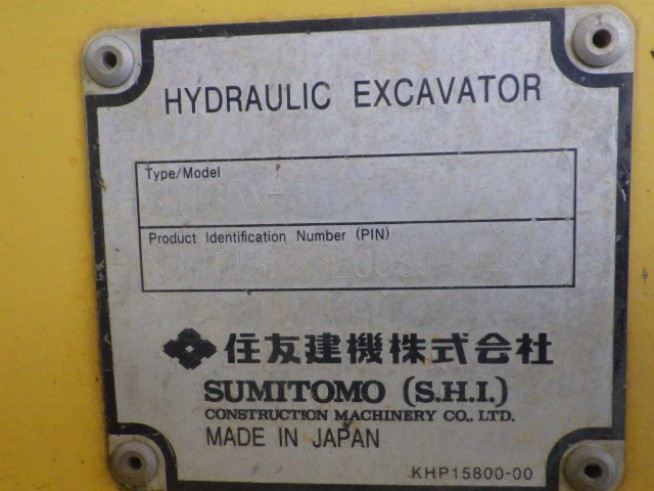 HYDRAULIC EXCAVATOR
Type/Model
Product Identification Number (PIN)
住友建機株式会社
SUMITOMO (S.H.I.)
CONSTRUCTION MACHINERY CO., LTD.
MADE IN JAPAN
KHP15800-00